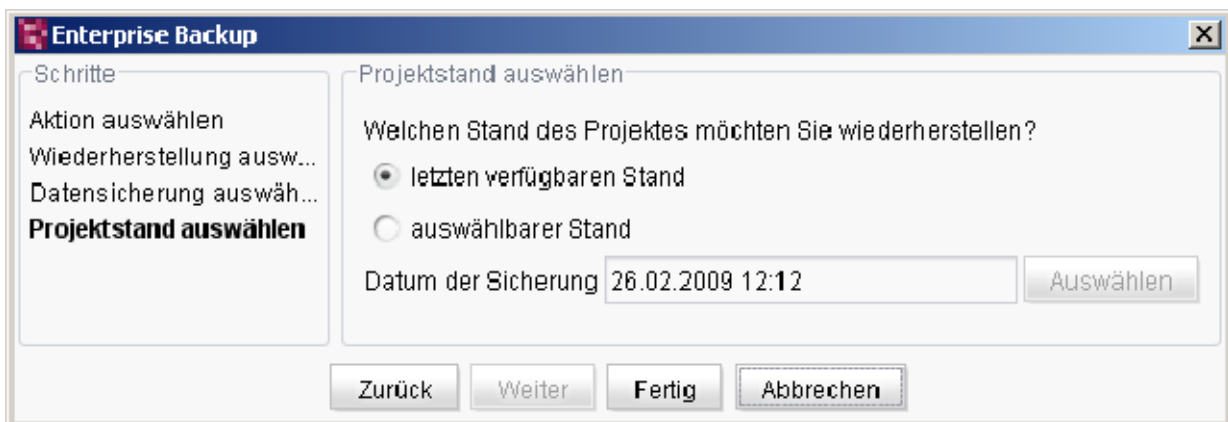 Enterprise Backup
Schritte
Aktion auswählen
Wiederherstellung ausw...
Datensicherung auswäh...
Projektstand auswählen
Projektstand auswählen
Welchen Stand des Projektes möchten Sie wiederherstellen?
letzten verfügbaren Stand
auswählbarer Stand
Datum der Sicherung 26.02.2009 12:12 Auswählen
Zurück Weiter Fertig Abbrechen